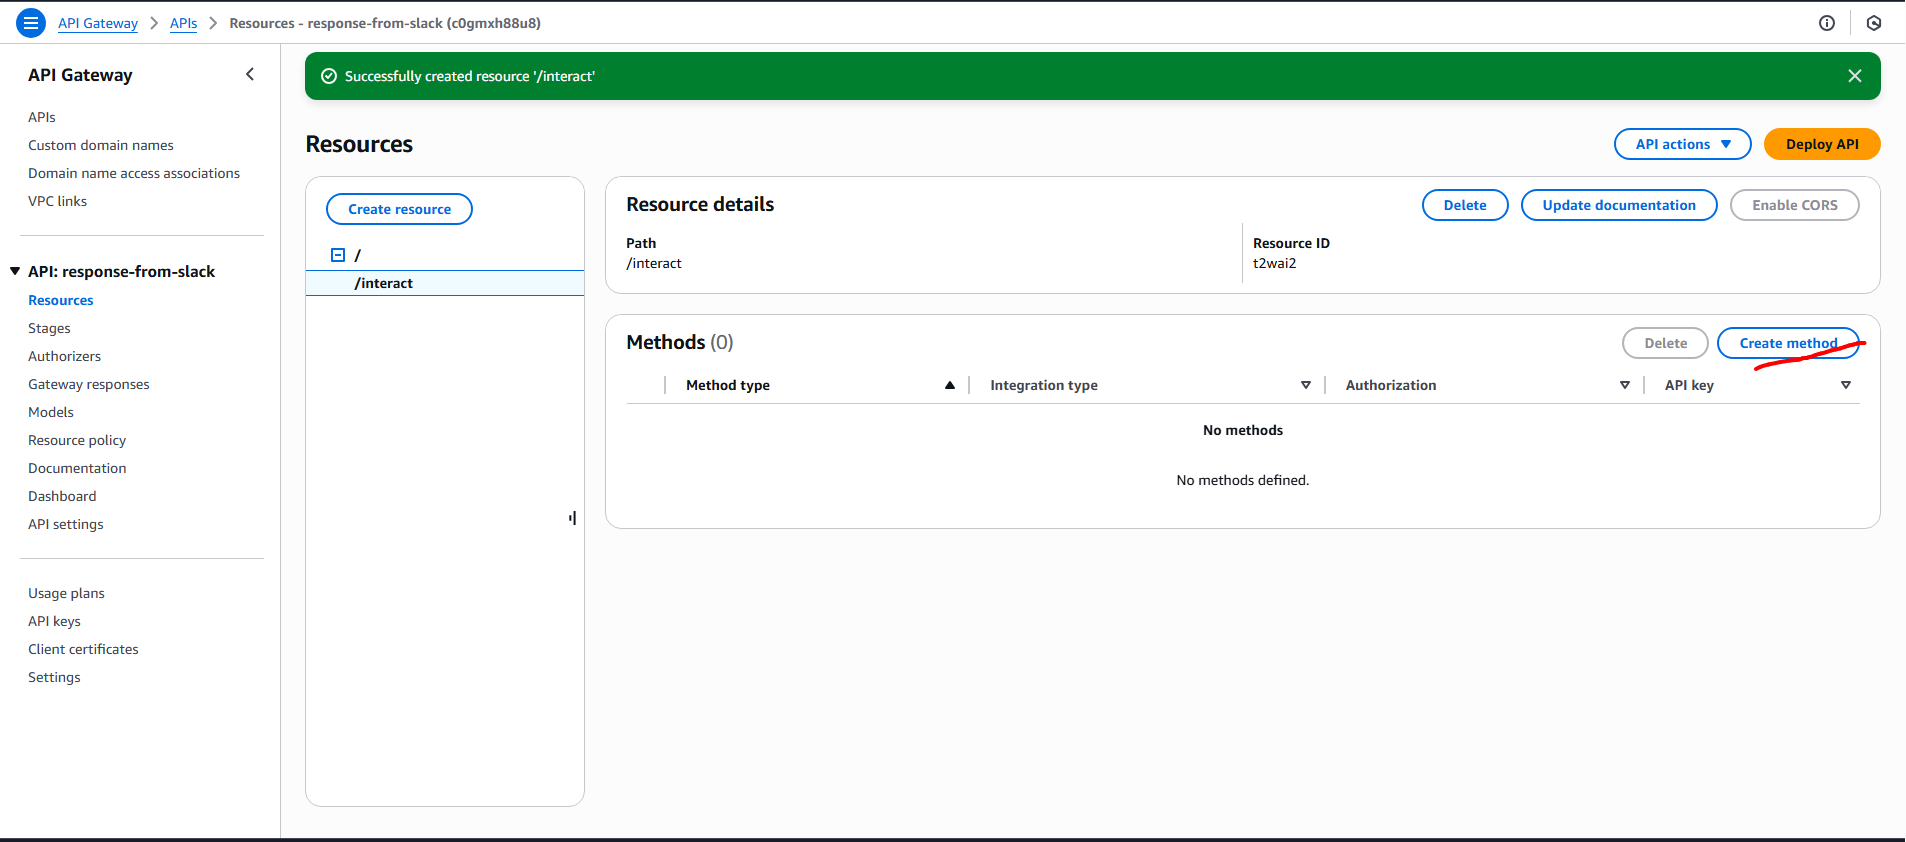 API Gateway > APIs > Resources - response-from-slack (c0gmxh88u8)
API Gateway
APIs
Custom domain names
Domain name access associations
VPC links
API: response-from-slack
Resources
Stages
Authorizers
Gateway responses
Models
Resource policy
Documentation
Dashboard
API settings
Usage plans
API keys
Client certificates
Settings
Successfully created resource '/interact'
Resources
API actions
Deploy API
Create resource
/
/interact
Resource details
Delete
Update documentation
Enable CORS
Path
/interact
Resource ID
t2wai2
Methods (0)
Delete
Create method
Method type
Integration type
Authorization
API key
No methods
No methods defined.